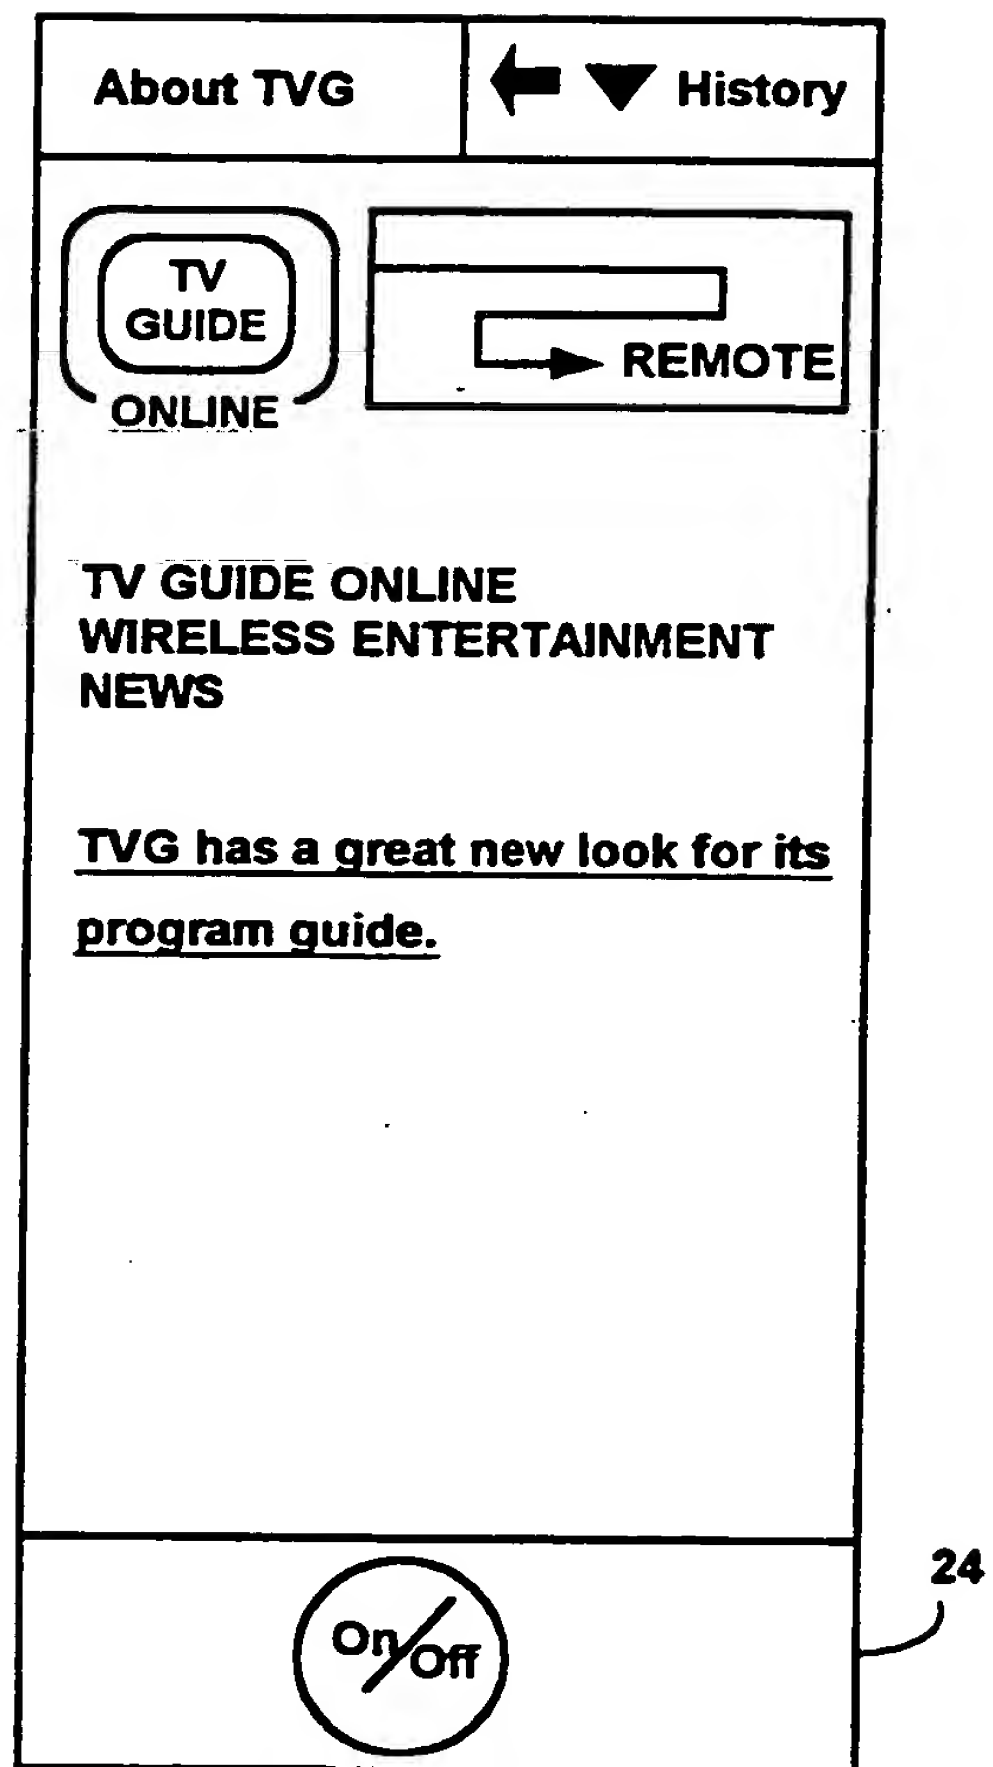 About TVG
History
TV
GUIDE
ONLINE
REMOTE
TV GUIDE ONLINE
WIRELESS ENTERTAINMENT
NEWS
TVG has a great new look for its
program guide.
24
On/Off